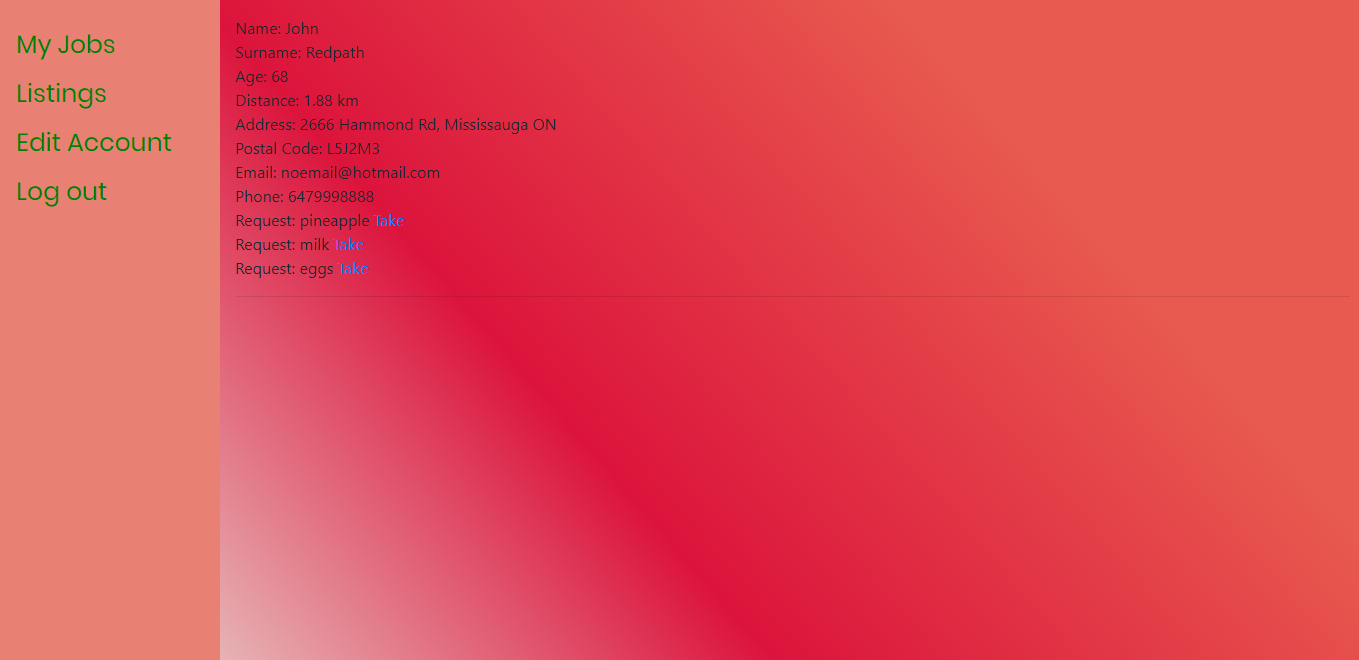 My Jobs
Listings
Edit Account
Log out
Name: John
Surname: Redpath
Age: 68
Distance: 1.88 km
Address: 2666 Hammond Rd, Mississauga ON
Postal Code: L5J2M3
Email: noemail@hotmail.com
Phone: 6479998888
Request: pineapple Take
Request: milk Take
Request: eggs Take